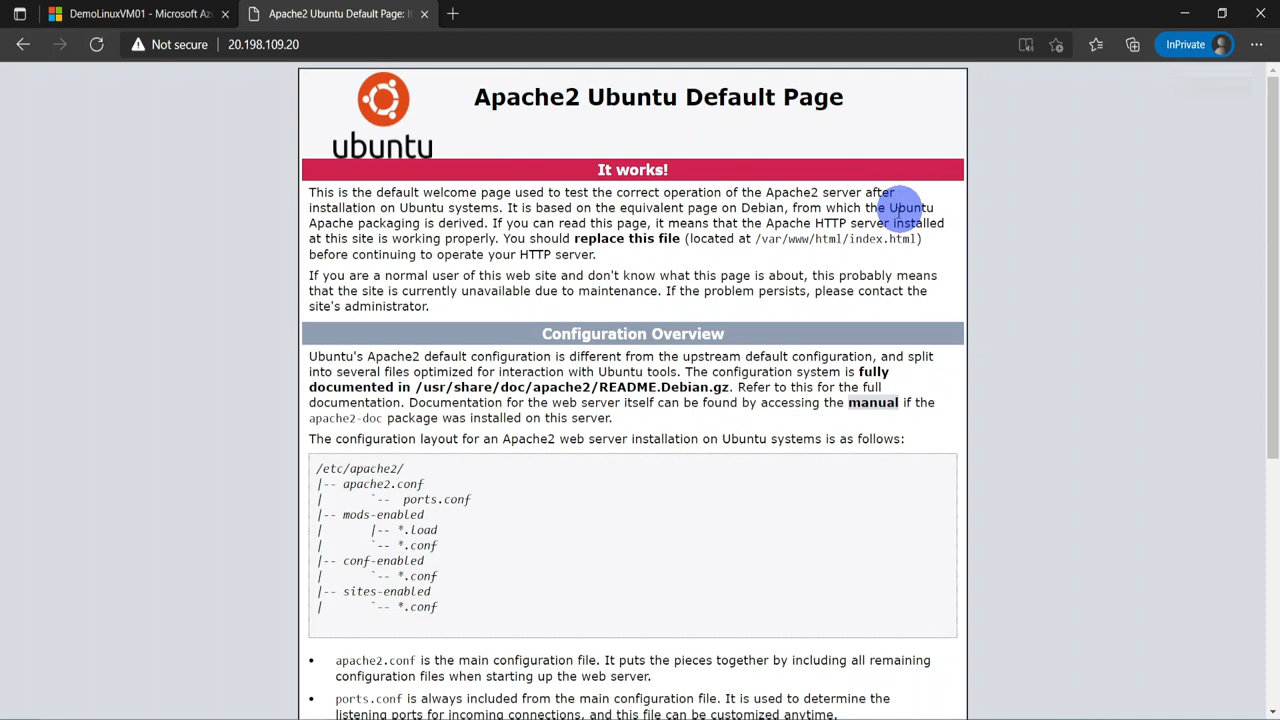 DemoLinuxVM01 - Microsoft Az
Apache2 Ubuntu Default Page: I
Not secure
20.198.109.20
InPrivate
ubuntu
Apache2 Ubuntu Default Page
It works!
This is the default welcome page used to test the correct operation of the Apache2 server after
installation on Ubuntu systems. It is based on the equivalent page on Debian, from which the Ubuntu
Apache packaging is derived. If you can read this page, it means that the Apache HTTP server installed
at this site is working properly. You should replace this file (located at /var/www/html/index.html)
before continuing to operate your HTTP server.
If you are a normal user of this web site and don't know what this page is about, this probably means
that the site is currently unavailable due to maintenance. If the problem persists, please contact the
site's administrator.
Configuration Overview
Ubuntu's Apache2 default configuration is different from the upstream default configuration, and split
into several files optimized for interaction with Ubuntu tools. The configuration system is fully
documented in /usr/share/doc/apache2/README.Debian.gz. Refer to this for the full
documentation. Documentation for the web server itself can be found by accessing the manual if the
apache2-doc package was installed on this server.
The configuration layout for an Apache2 web server installation on Ubuntu systems is as follows:
/etc/apache2/
|-- apache2.conf
|       `--  ports.conf
|-- mods-enabled
|       |-- *.load
|       `-- *.conf
|-- conf-enabled
|       `-- *.conf
|-- sites-enabled
|       `-- *.conf
• apache2.conf is the main configuration file. It puts the pieces together by including all remaining
configuration files when starting up the web server.
• ports.conf is always included from the main configuration file. It is used to determine the
listening ports for incoming connections, and this file can be customized anytime.